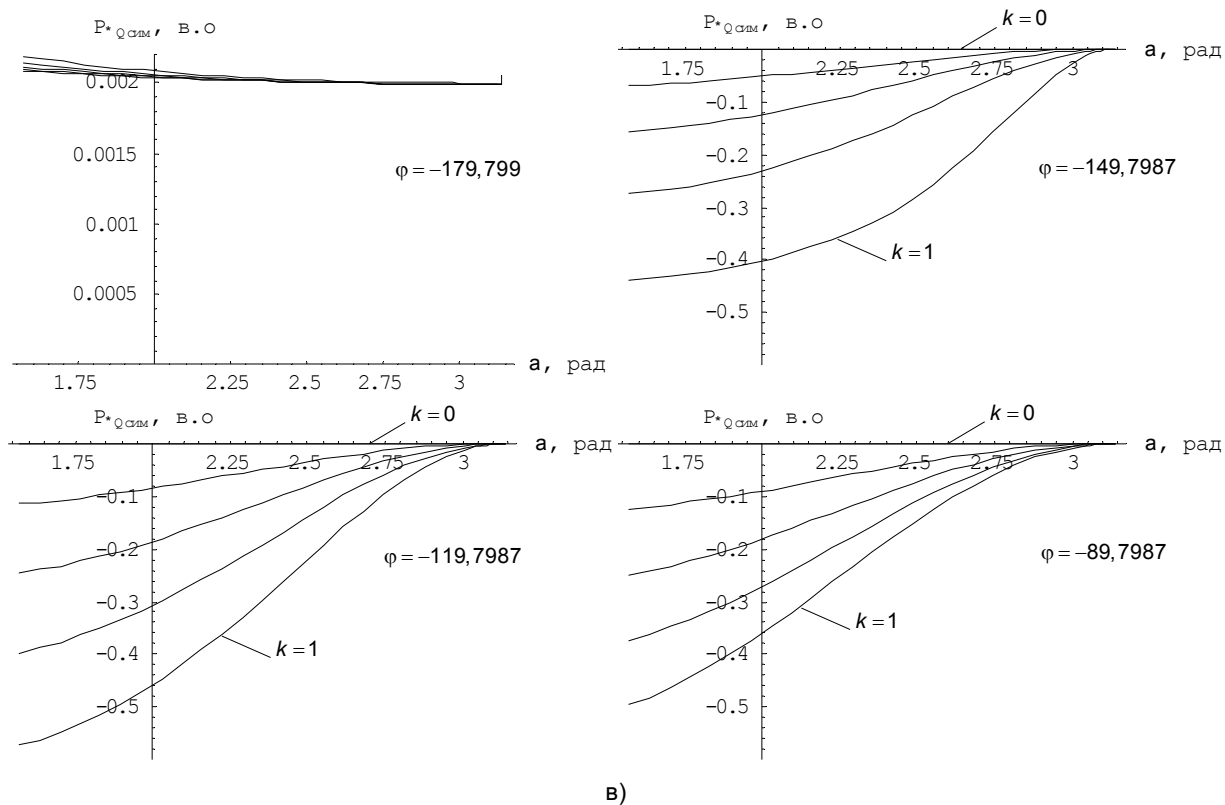 P*Qсим, в.о
0.002
0.0015
0.001
0.0005
φ = −179,799
1.75 2.25 2.5 2.75 3
a, рад
P*Qсим, в.о
k = 0
a, рад
1.75 2.25 2.5 2.75 3
−0.1
−0.2
−0.3
−0.4
−0.5
φ = −149,7987
k = 1
P*Qсим, в.о
k = 0
a, рад
1.75 2.25 2.5 2.75 3
−0.1
−0.2
−0.3
−0.4
−0.5
φ = −119,7987
k = 1
P*Qсим, в.о
k = 0
a, рад
1.75 2.25 2.5 2.75 3
−0.1
−0.2
−0.3
−0.4
−0.5
φ = −89,7987
k = 1
в)